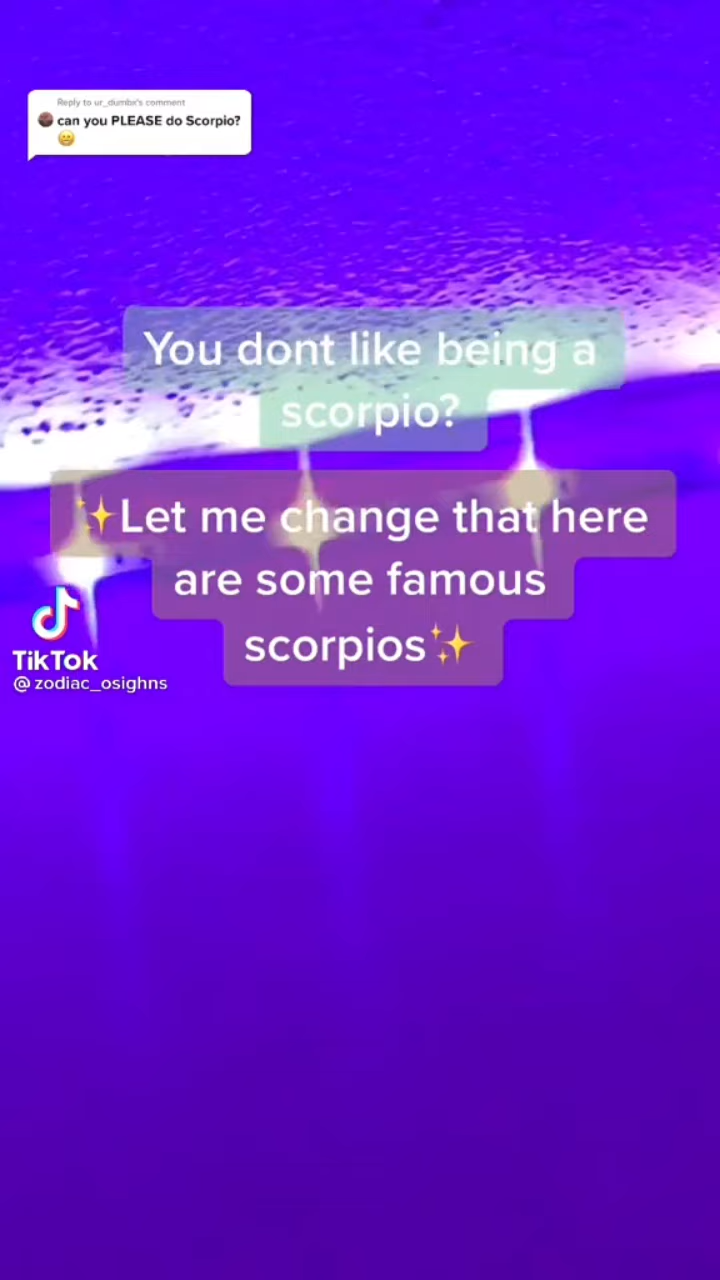 Reply to ur_dumbx's comment
can you PLEASE do Scorpio?
😀
You dont like being a
scorpio?
✨Let me change that here
are some famous
scorpios✨
TikTok
@zodiac_osighns